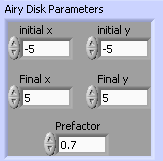 Airy Disk Parameters
initial x initial y
-5 -5
Final x Final y
5 5
Prefactor
0.7